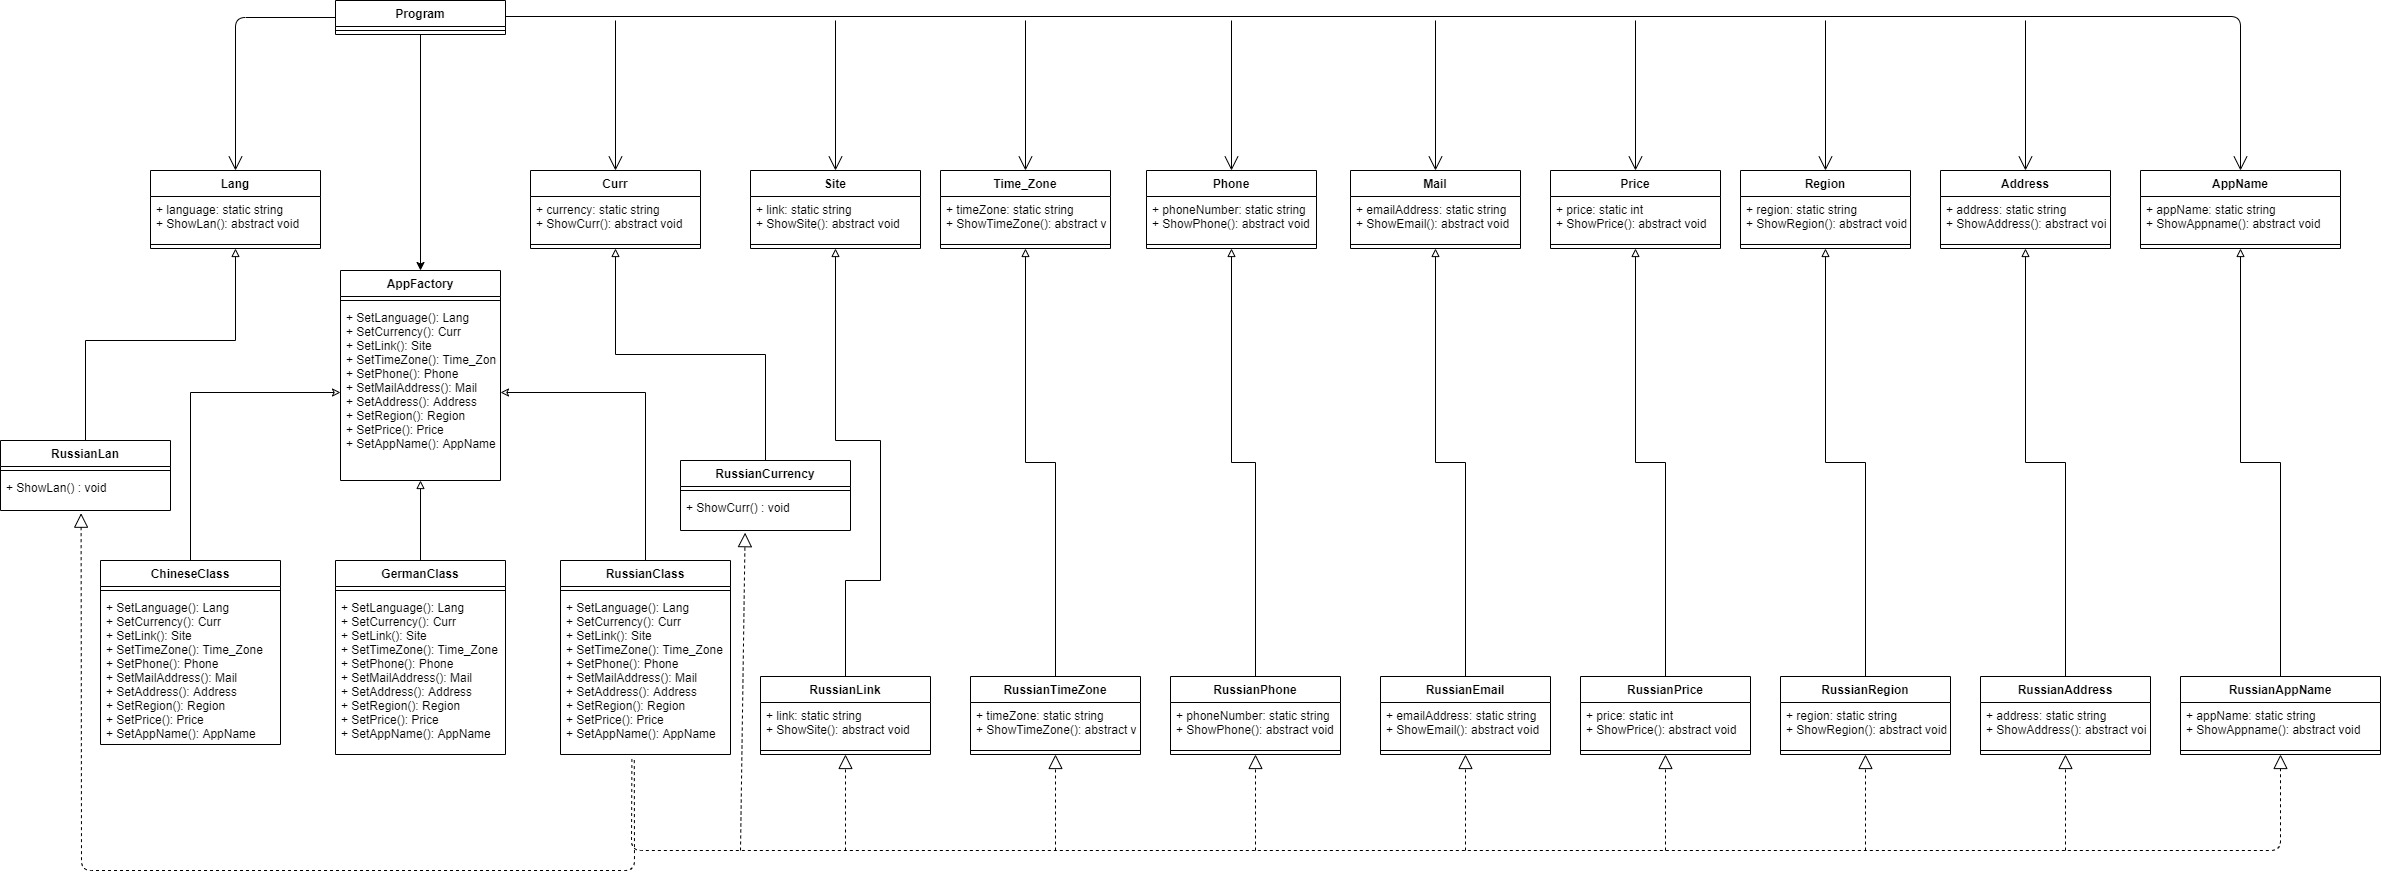 Program
Lang
+ language: static string
+ ShowLan(): abstract void
Curr
+ currency: static string
+ ShowCurr(): abstract void
Site
+ link: static string
+ ShowSite(): abstract void
Time_Zone
+ timeZone: static string
+ ShowTimeZone(): abstract v
Phone
+ phoneNumber: static string
+ ShowPhone(): abstract void
Mail
+ emailAddress: static string
+ ShowEmail(): abstract void
Price
+ price: static int
+ ShowPrice(): abstract void
Region
+ region: static string
+ ShowRegion(): abstract void
Address
+ address: static string
+ ShowAddress(): abstract voi
AppName
+ appName: static string
+ ShowAppname(): abstract void
AppFactory
+ SetLanguage(): Lang
+ SetCurrency(): Curr
+ SetLink(): Site
+ SetTimeZone(): Time_Zon
+ SetPhone(): Phone
+ SetMailAddress(): Mail
+ SetAddress(): Address
+ SetRegion(): Region
+ SetPrice(): Price
+ SetAppName(): AppName
RussianLan
+ ShowLan() : void
RussianCurrency
+ ShowCurr() : void
ChineseClass
+ SetLanguage(): Lang
+ SetCurrency(): Curr
+ SetLink(): Site
+ SetTimeZone(): Time_Zone
+ SetPhone(): Phone
+ SetMailAddress(): Mail
+ SetAddress(): Address
+ SetRegion(): Region
+ SetPrice(): Price
+ SetAppName(): AppName
GermanClass
+ SetLanguage(): Lang
+ SetCurrency(): Curr
+ SetLink(): Site
+ SetTimeZone(): Time_Zone
+ SetPhone(): Phone
+ SetMailAddress(): Mail
+ SetAddress(): Address
+ SetRegion(): Region
+ SetPrice(): Price
+ SetAppName(): AppName
RussianClass
+ SetLanguage(): Lang
+ SetCurrency(): Curr
+ SetLink(): Site
+ SetTimeZone(): Time_Zone
+ SetPhone(): Phone
+ SetMailAddress(): Mail
+ SetAddress(): Address
+ SetRegion(): Region
+ SetPrice(): Price
+ SetAppName(): AppName
RussianLink
+ link: static string
+ ShowSite(): abstract void
RussianTimeZone
+ timeZone: static string
+ ShowTimeZone(): abstract v
RussianPhone
+ phoneNumber: static string
+ ShowPhone(): abstract void
RussianEmail
+ emailAddress: static string
+ ShowEmail(): abstract void
RussianPrice
+ price: static int
+ ShowPrice(): abstract void
RussianRegion
+ region: static string
+ ShowRegion(): abstract void
RussianAddress
+ address: static string
+ ShowAddress(): abstract voi
RussianAppName
+ appName: static string
+ ShowAppname(): abstract void